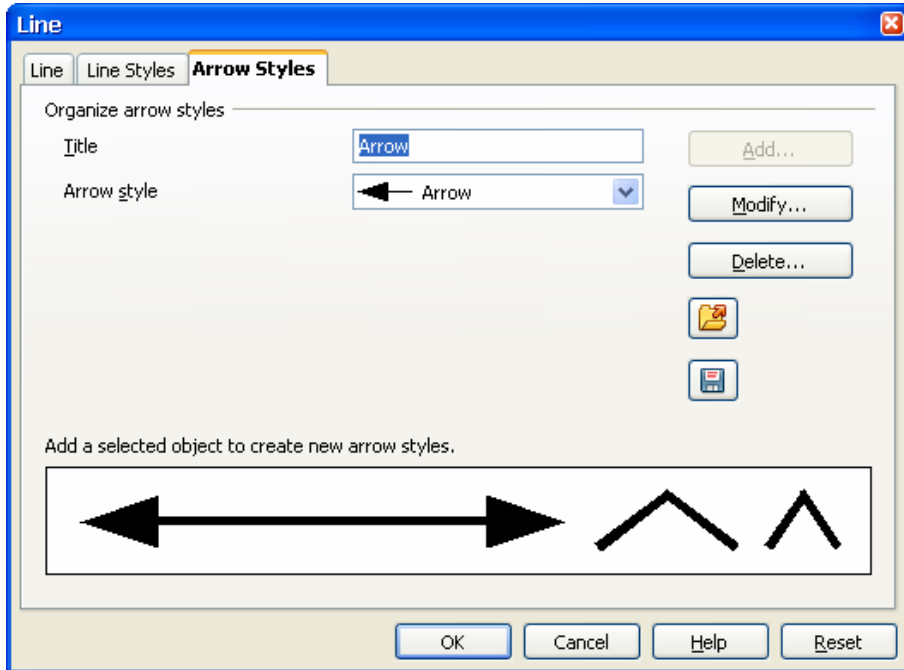 Line
Line Line Styles Arrow Styles
Organize arrow styles
Title Arrow Add...
Arrow style Arrow Modify...
Delete...
Add a selected object to create new arrow styles.
OK Cancel Help Reset